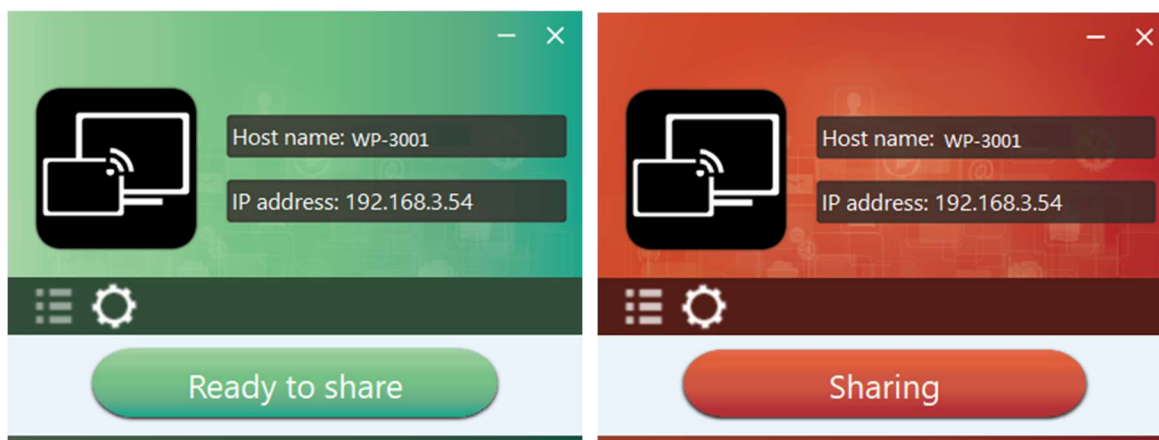 Host name: WP-3001
IP address: 192.168.3.54
Ready to share
Host name: WP-3001
IP address: 192.168.3.54
Sharing